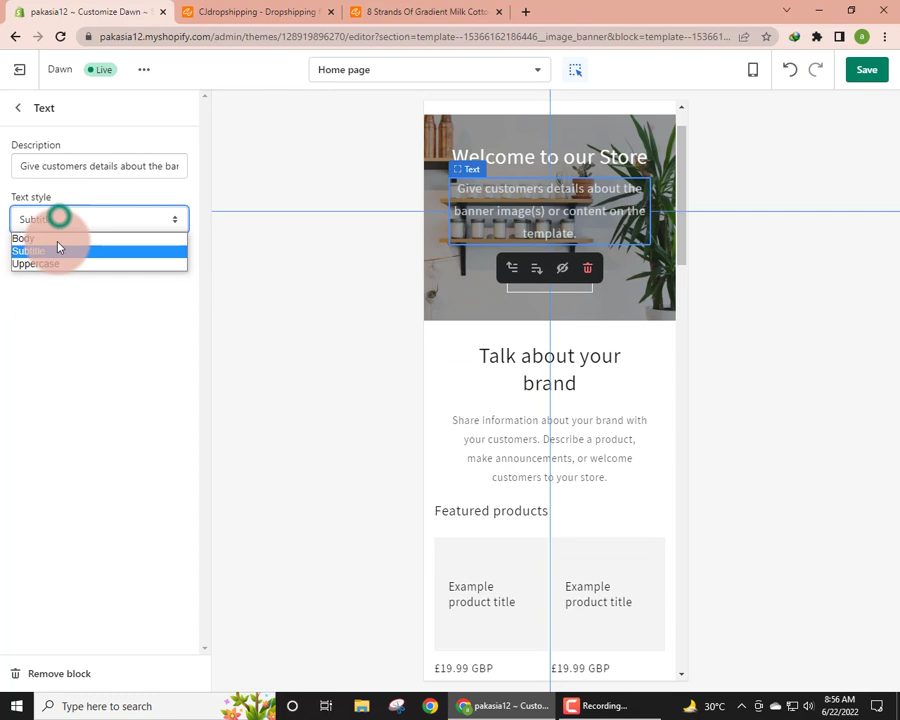 pakasia12 ~ Customize Dawn ~ S
CJdropshipping - Dropshipping f
8 Strands Of Gradient Milk Cotto
pakasia12.myshopify.com/admin/themes/128919896270/editor?section=template--15366162186446__image_banner&block=template--153661...
a
Dawn
Live
Home page
Save
Text
Description
Give customers details about the bar
Text style
Subtitle
Body
Subtitle
Uppercase
Welcome to our Store
Text
Give customers details about the
banner image(s) or content on the
template.
Talk about your
brand
Share information about your brand with
your customers. Describe a product,
make announcements, or welcome
customers to your store.
Featured products
Example
product title
Example
product title
£19.99 GBP
£19.99 GBP
Remove block
Type here to search
pakasia12 ~ Custo...
Recording...
30°C
8:56 AM
6/22/2022